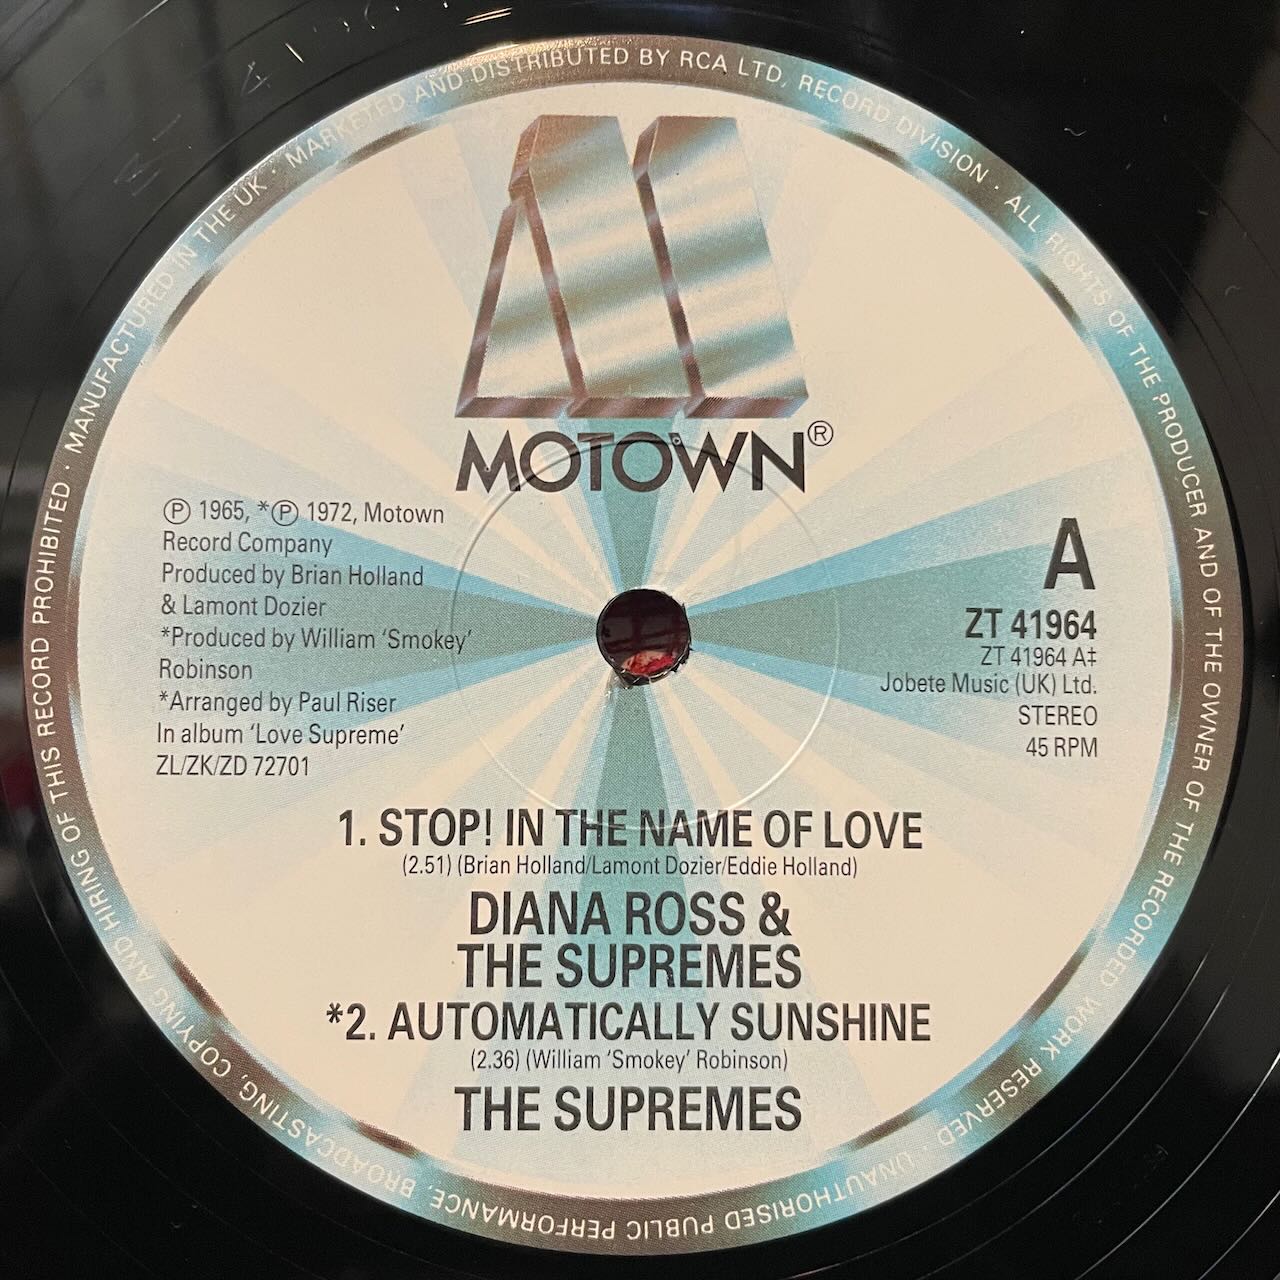 MANUFACTURED IN THE UK · MARKETED AND DISTRIBUTED BY RCA LTD, RECORD DIVISION · ALL RIGHTS OF THE PRODUCER AND OF THE OWNER OF THE RECORDED WORK RESERVED · UNAUTHORISED PUBLIC PERFORMANCE, BROADCASTING, COPYING AND HIRING OF THIS RECORD PROHIBITED ·
MOTOWN®
℗ 1965, *℗ 1972, Motown
Record Company
Produced by Brian Holland
& Lamont Dozier
*Produced by William ‘Smokey’
Robinson
*Arranged by Paul Riser
In album ‘Love Supreme’
ZL/ZK/ZD 72701
A
ZT 41964
ZT 41964 A‡
Jobete Music (UK) Ltd.
STEREO
45 RPM
1. STOP! IN THE NAME OF LOVE
(2.51) (Brian Holland/Lamont Dozier/Eddie Holland)
DIANA ROSS &
THE SUPREMES
*2. AUTOMATICALLY SUNSHINE
(2.36) (William ‘Smokey’ Robinson)
THE SUPREMES